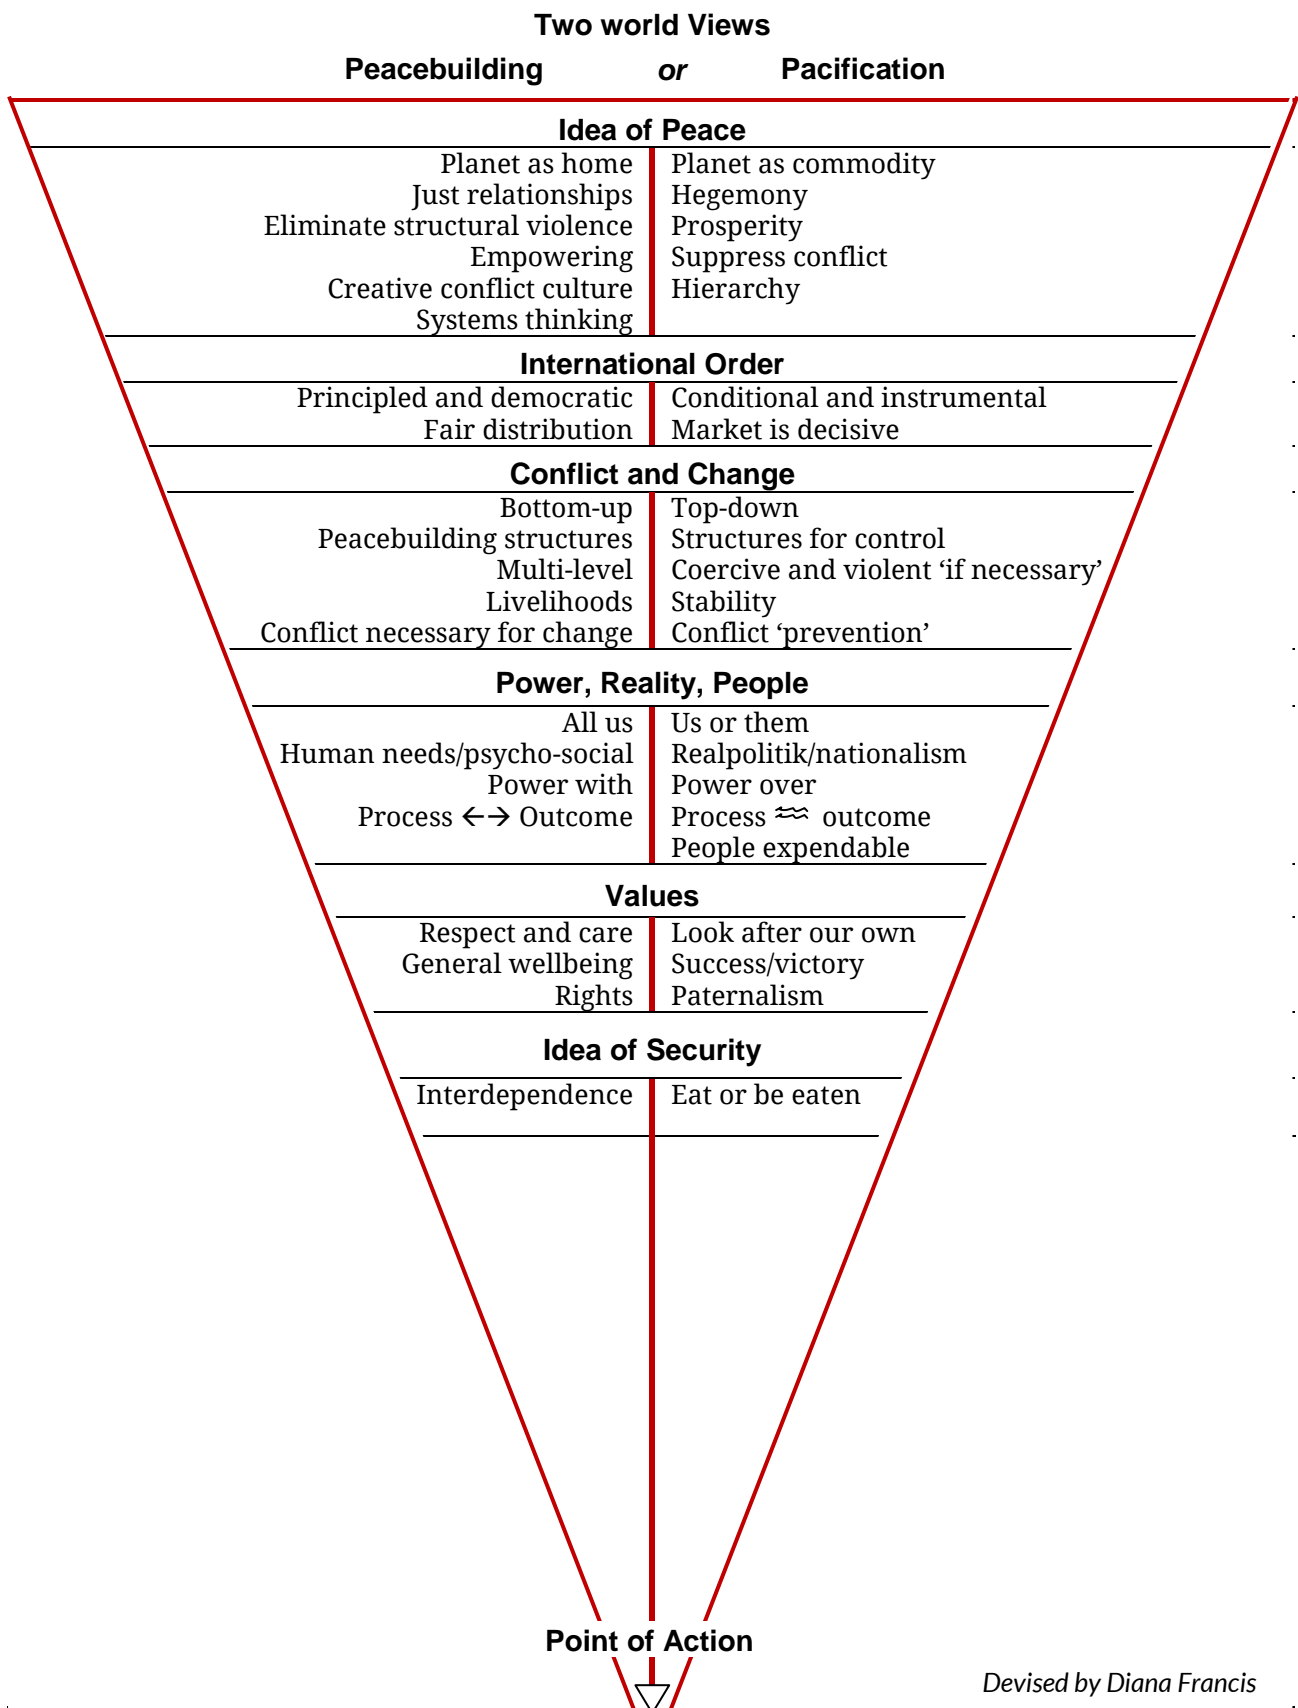 Two world Views
Peacebuilding or Pacification
Idea of Peace
Planet as home Planet as commodity
Just relationships Hegemony
Eliminate structural violence Prosperity
Empowering Suppress conflict
Creative conflict culture Hierarchy
Systems thinking
International Order
Principled and democratic Conditional and instrumental
Fair distribution Market is decisive
Conflict and Change
Bottom-up Top-down
Peacebuilding structures Structures for control
Multi-level Coercive and violent ‘if necessary’
Livelihoods Stability
Conflict necessary for change Conflict ‘prevention’
Power, Reality, People
All us Us or them
Human needs/psycho-social Realpolitik/nationalism
Power with Power over
Process ←→ Outcome Process outcome
People expendable
Values
Respect and care Look after our own
General wellbeing Success/victory
Rights Paternalism
Idea of Security
Interdependence Eat or be eaten
Point of Action
Devised by Diana Francis